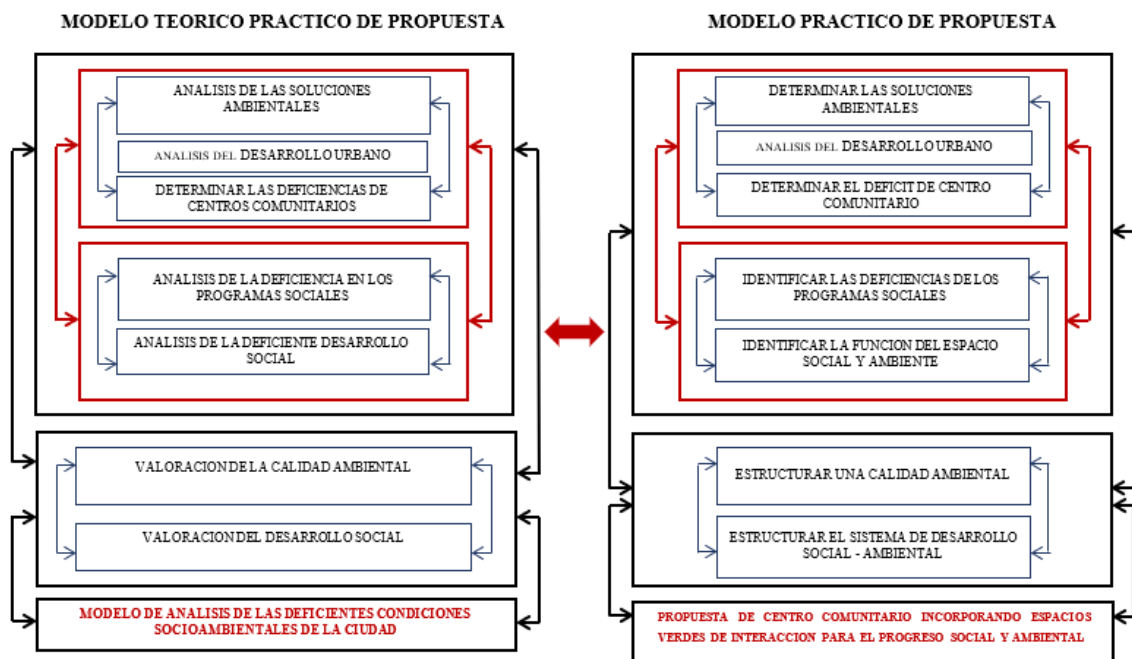 MODELO TEORICO PRACTICO DE PROPUESTA
ANALISIS DE LAS SOLUCIONES
AMBIENTALES
ANALISIS DEL DESARROLLO URBANO
DETERMINAR LAS DEFICIENCIAS DE
CENTROS COMUNITARIOS
ANALISIS DE LA DEFICIENCIA EN LOS
PROGRAMAS SOCIALES
ANALISIS DE LA DEFICIENTE DESARROLLO
SOCIAL
VALORACION DE LA CALIDAD AMBIENTAL
VALORACION DEL DESARROLLO SOCIAL
MODELO DE ANALISIS DE LAS DEFICIENTES CONDICIONES
SOCIOAMBIENTALES DE LA CIUDAD
MODELO PRACTICO DE PROPUESTA
DETERMINAR LAS SOLUCIONES
AMBIENTALES
ANALISIS DEL DESARROLLO URBANO
DETERMINAR EL DEFICIT DE CENTRO
COMUNITARIO
IDENTIFICAR LAS DEFICIENCIAS DE LOS
PROGRAMAS SOCIALES
IDENTIFICAR LA FUNCION DEL ESPACIO
SOCIAL Y AMBIENTE
ESTRUCTURAR UNA CALIDAD AMBIENTAL
ESTRUCTURAR EL SISTEMA DE DESARROLLO
SOCIAL - AMBIENTAL
PROPUESTA DE CENTRO COMUNITARIO INCORPORANDO ESPACIOS
VERDES DE INTERACCION PARA EL PROGRESO SOCIAL Y AMBIENTAL